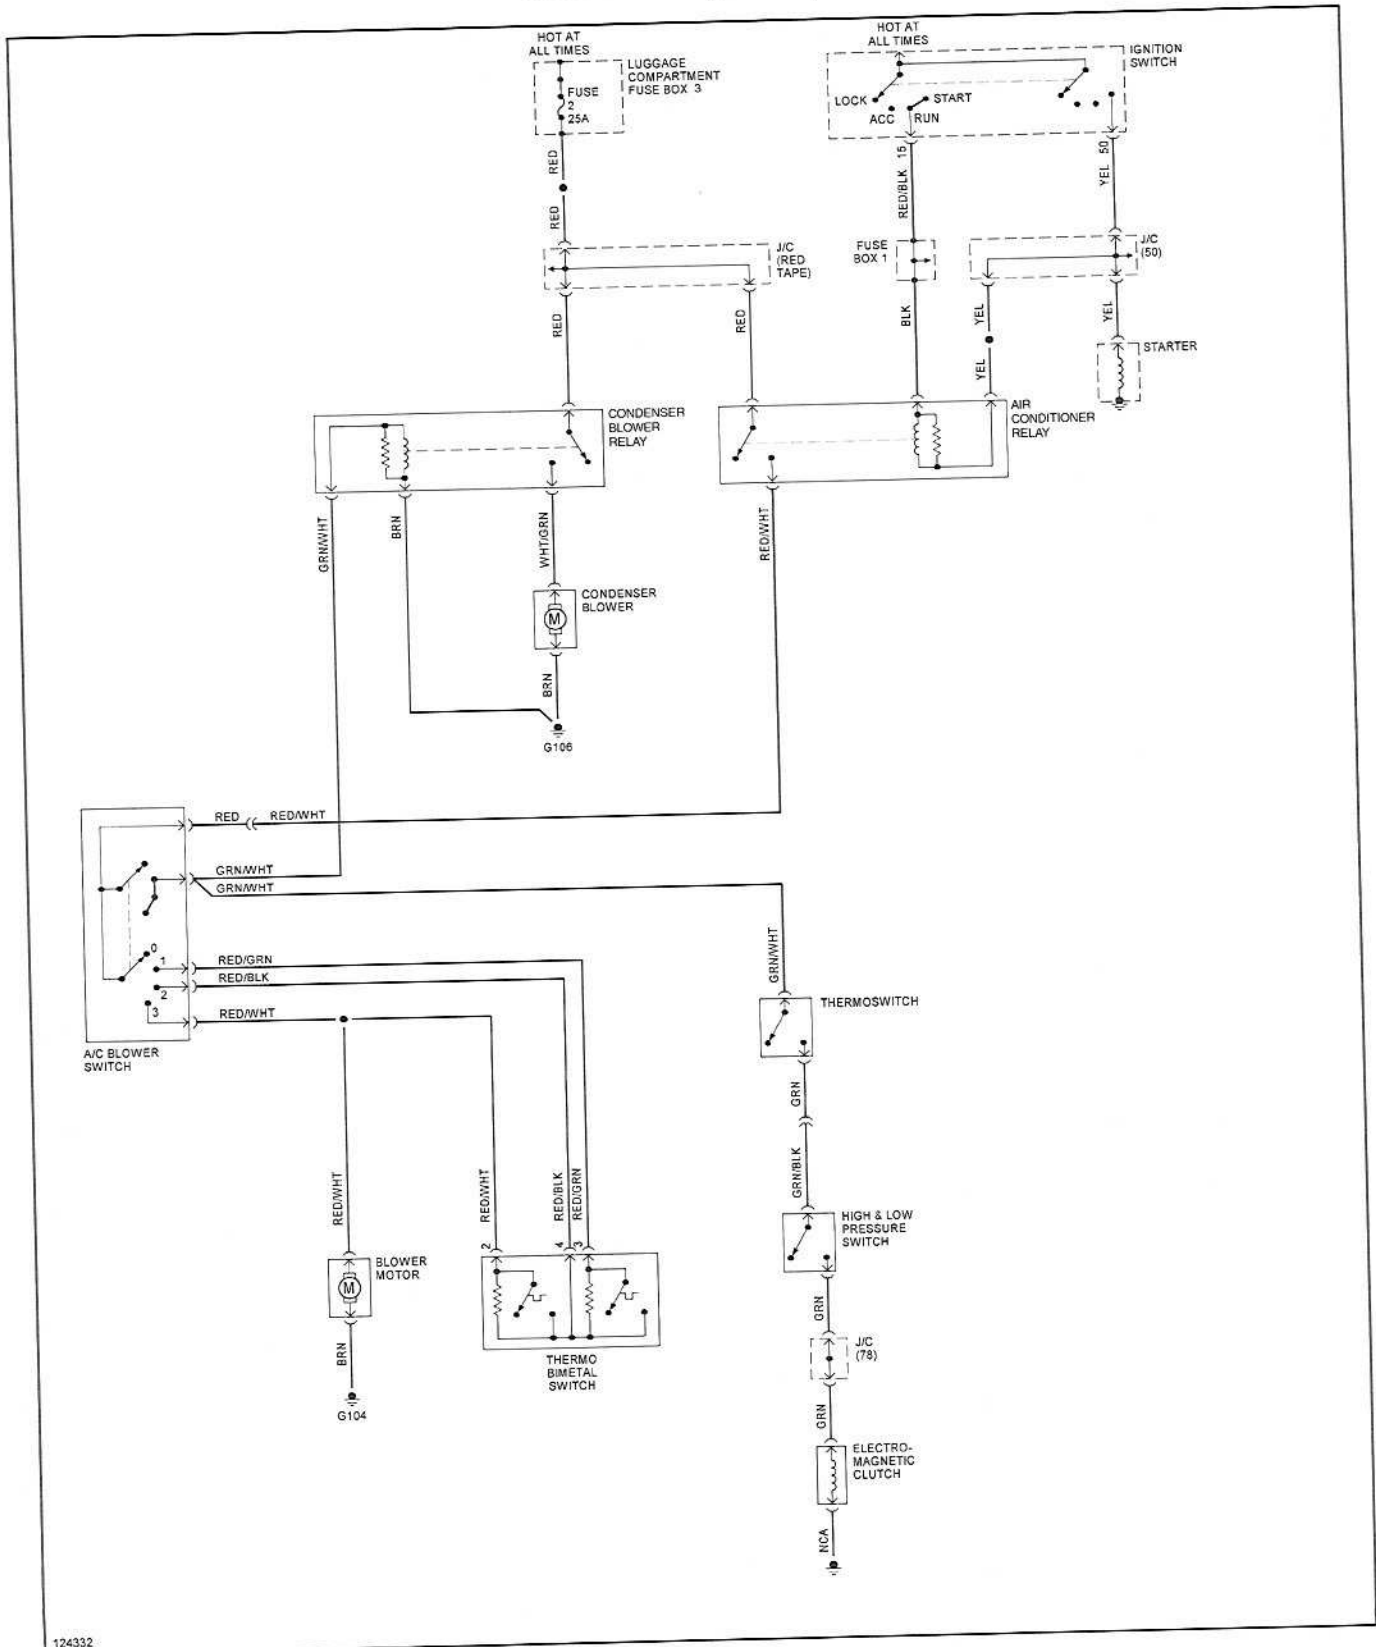 HOT AT
ALL TIMES
LUGGAGE
COMPARTMENT
FUSE BOX 3
FUSE
2
25A
HOT AT
ALL TIMES
IGNITION
SWITCH
LOCK
START
ACC
RUN
RED
RED/BLK 15
YEL 50
RED
J/C
(RED
TAPE)
FUSE
BOX 1
J/C
(50)
RED
RED
BLK
YEL
YEL
YEL
STARTER
CONDENSER
BLOWER
RELAY
AIR
CONDITIONER
RELAY
GRN/WHT
BRN
WHT/GRN
RED/WHT
CONDENSER
BLOWER
M
BRN
G106
RED
RED/WHT
GRN/WHT
GRN/WHT
0
1
2
3
RED/GRN
RED/BLK
RED/WHT
A/C BLOWER
SWITCH
GRN/WHT
THERMOSWITCH
GRN
GRN/BLK
RED/WHT
RED/WHT
RED/BLK
RED/GRN
2
4
3
HIGH & LOW
PRESSURE
SWITCH
BLOWER
MOTOR
M
BRN
G104
THERMO
BIMETAL
SWITCH
GRN
J/C
(78)
GRN
ELECTRO-
MAGNETIC
CLUTCH
NCA
124332